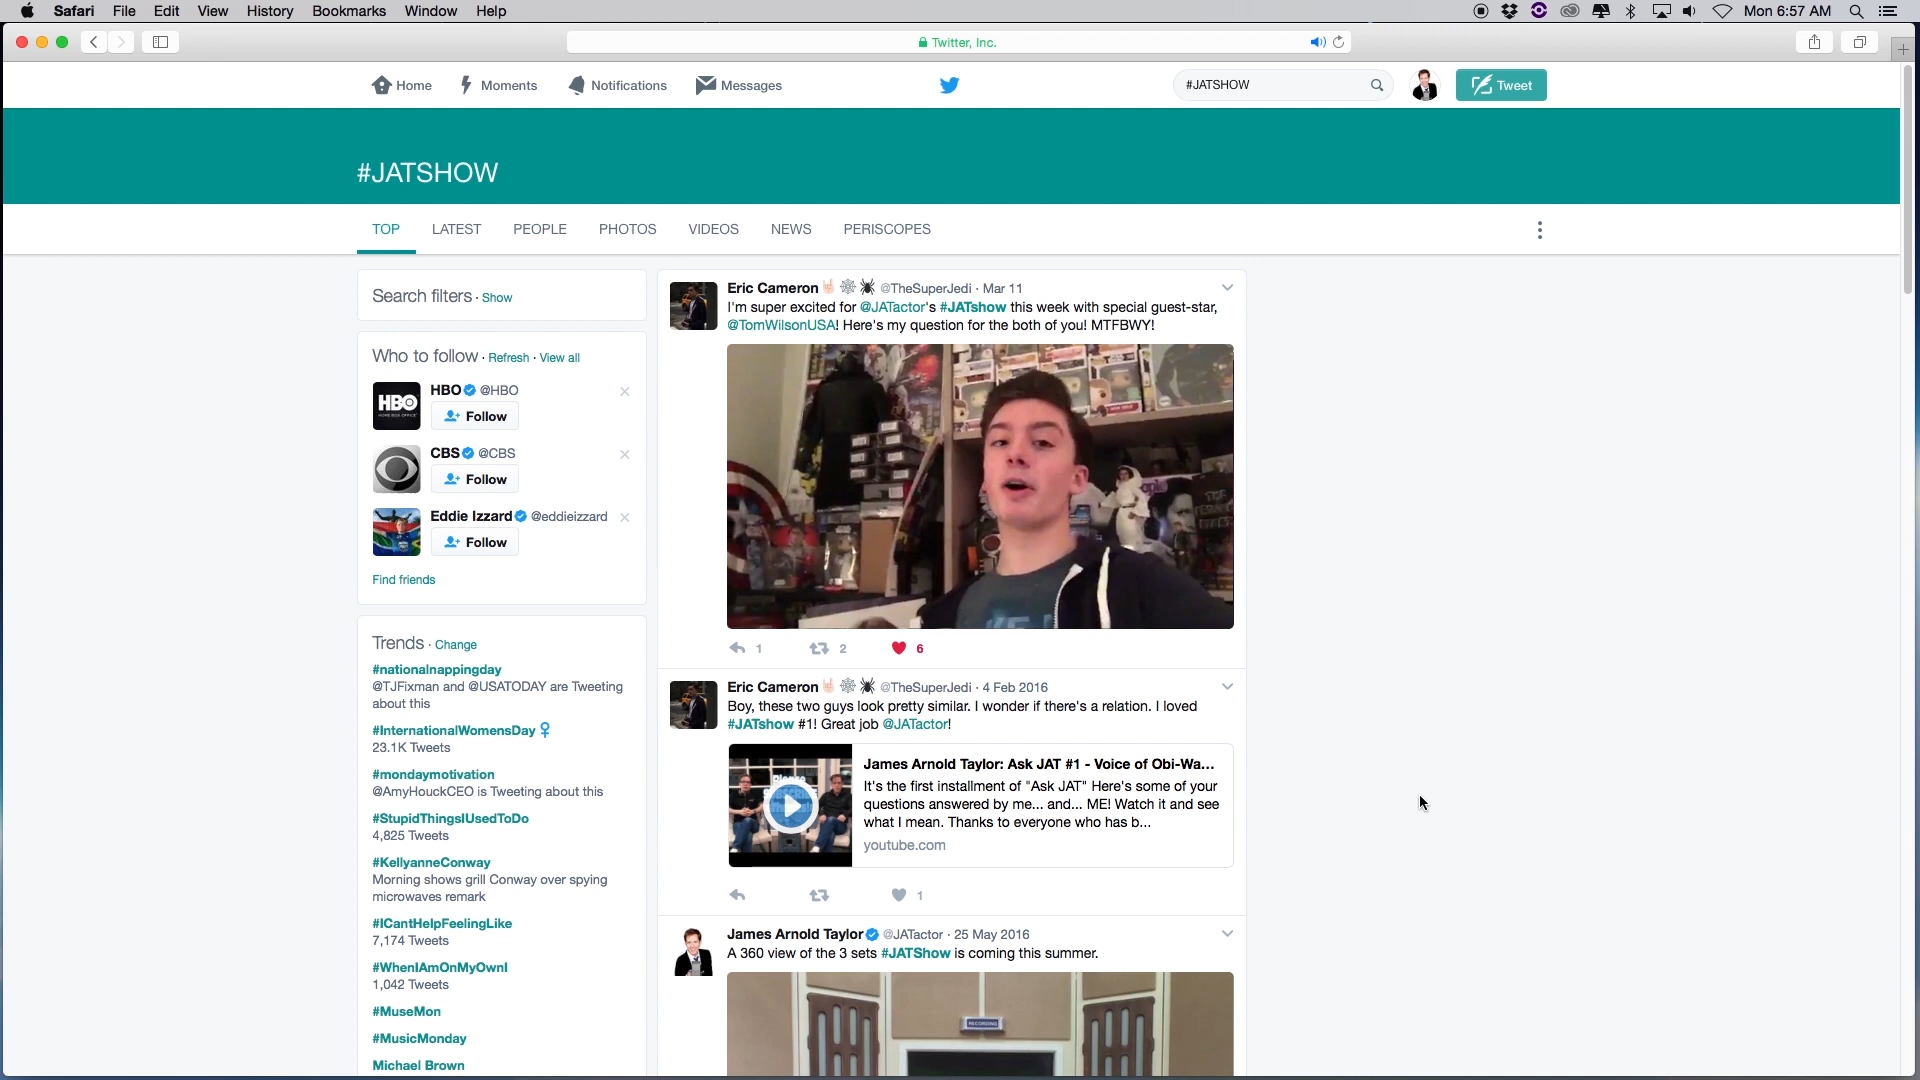 Safari File Edit View History Bookmarks Window Help
Mon 6:57 AM
Twitter, Inc.
Home Moments Notifications Messages
#JATSHOW
Tweet
#JATSHOW
TOP LATEST PEOPLE PHOTOS VIDEOS NEWS PERISCOPES
Search filters · Show
Who to follow · Refresh · View all
HBO @HBO
HBO
Follow
CBS @CBS
Follow
Eddie Izzard @eddieizzard
Follow
Find friends
Trends · Change
#nationalnappingday
@TJFixman and @USATODAY are Tweeting
about this
#InternationalWomensDay
23.1K Tweets
#mondaymotivation
@AmyHouckCEO is Tweeting about this
#StupidThingsIUsedToDo
4,825 Tweets
#KellyanneConway
Morning shows grill Conway over spying
microwaves remark
#ICantHelpFeelingLike
7,174 Tweets
#WhenIAmOnMyOwnI
1,042 Tweets
#MuseMon
#MusicMonday
Michael Brown
Eric Cameron @TheSuperJedi · Mar 11
I'm super excited for @JATactor's #JATshow this week with special guest-star,
@TomWilsonUSA! Here's my question for the both of you! MTFBWY!
1 2 6
Eric Cameron @TheSuperJedi · 4 Feb 2016
Boy, these two guys look pretty similar. I wonder if there's a relation. I loved
#JATshow #1! Great job @JATactor!
Please
James Arnold Taylor: Ask JAT #1 - Voice of Obi-Wa...
It's the first installment of "Ask JAT" Here's some of your
questions answered by me... and... ME! Watch it and see
what I mean. Thanks to everyone who has b...
youtube.com
1
James Arnold Taylor @JATactor · 25 May 2016
A 360 view of the 3 sets #JATShow is coming this summer.
RECORDING